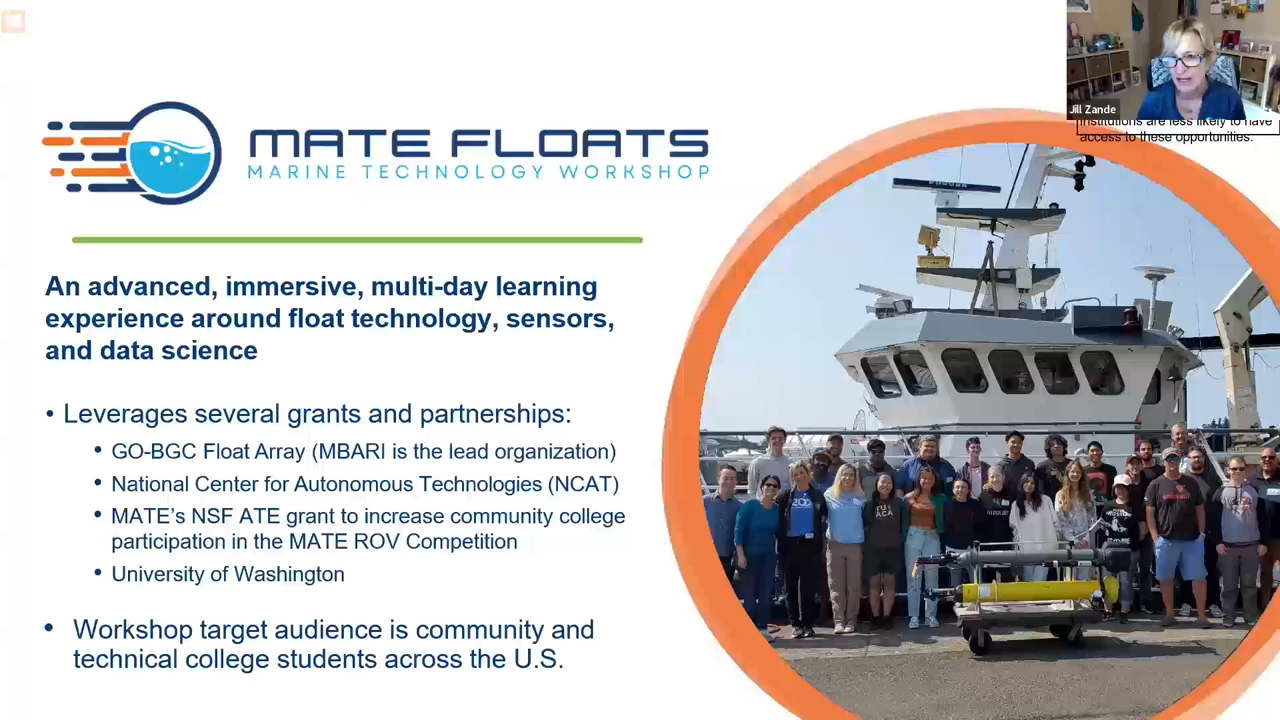 Jill Zande
institutions are less likely to have
access to these opportunities.
MATE FLOATS
MARINE TECHNOLOGY WORKSHOP
An advanced, immersive, multi-day learning
experience around float technology, sensors,
and data science
• Leverages several grants and partnerships:
• GO-BGC Float Array (MBARI is the lead organization)
• National Center for Autonomous Technologies (NCAT)
• MATE’s NSF ATE grant to increase community college
participation in the MATE ROV Competition
• University of Washington
• Workshop target audience is community and
technical college students across the U.S.